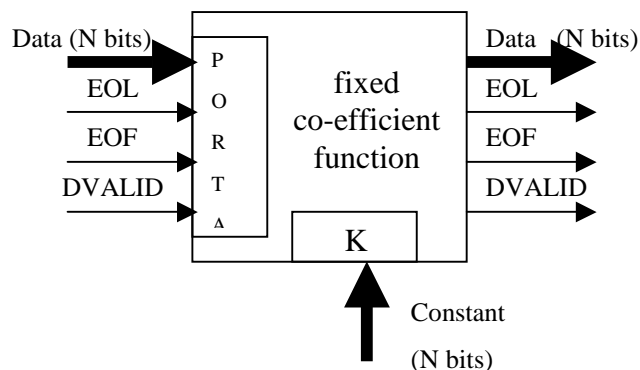 Data (N bits)
EOL
EOF
DVALID
P
O
R
T
A
fixed
co-efficient
function
K
Data (N bits)
EOL
EOF
DVALID
Constant
(N bits)